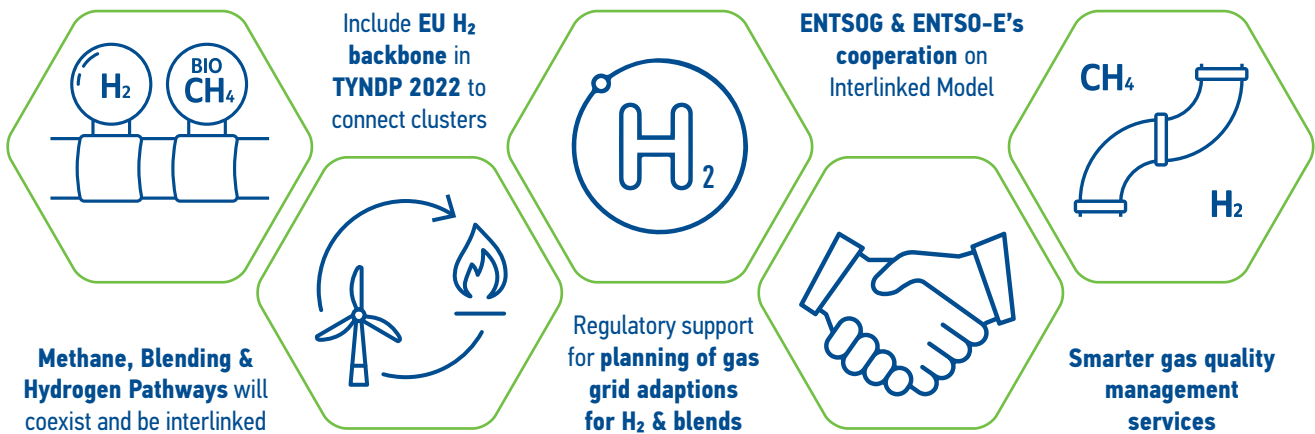 H₂
BIO
CH₄
Methane, Blending &
Hydrogen Pathways will
coexist and be interlinked
Include EU H₂
backbone in
TYNDP 2022 to
connect clusters
H₂
Regulatory support
for planning of gas
grid adaptions
for H₂ & blends
ENTSOG & ENTSO-E's
cooperation on
Interlinked Model
CH₄
H₂
Smarter gas quality
management
services